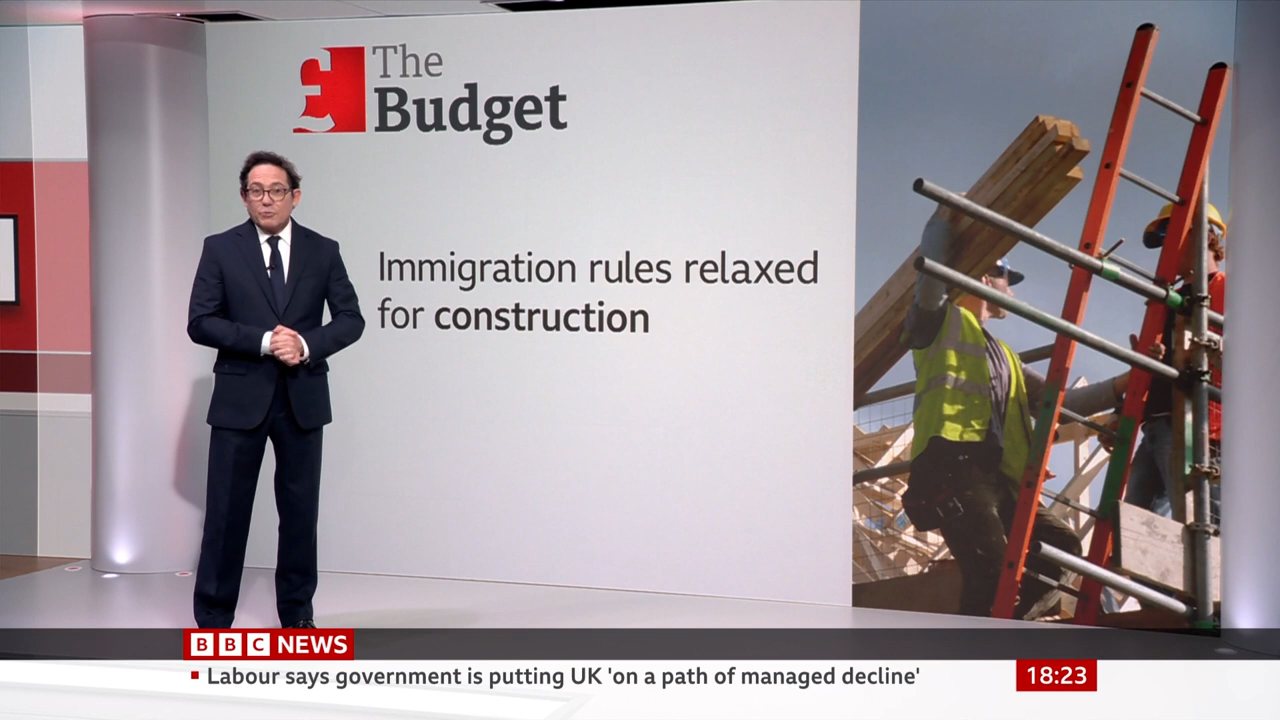 The
Budget
Immigration rules relaxed
for construction
BBC NEWS
Labour says government is putting UK 'on a path of managed decline'
18:23